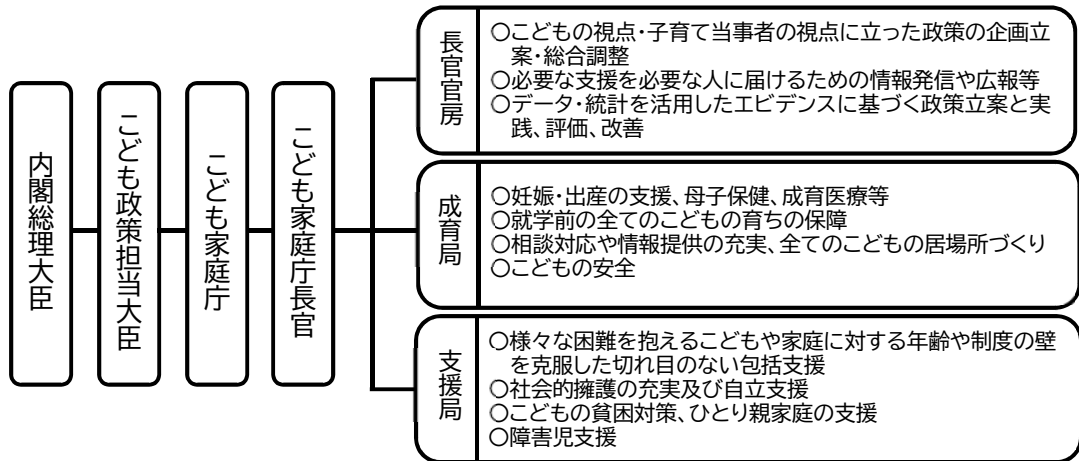 内閣総理大臣
こども政策担当大臣
こども家庭庁
こども家庭庁長官
長官官房
○こどもの視点・子育て当事者の視点に立った政策の企画立
案・総合調整
○必要な支援を必要な人に届けるための情報発信や広報等
○データ・統計を活用したエビデンスに基づく政策立案と実
践、評価、改善
成育局
○妊娠・出産の支援、母子保健、成育医療等
○就学前の全てのこどもの育ちの保障
○相談対応や情報提供の充実、全てのこどもの居場所づくり
○こどもの安全
支援局
○様々な困難を抱えるこどもや家庭に対する年齢や制度の壁
を克服した切れ目のない包括支援
○社会的擁護の充実及び自立支援
○こどもの貧困対策、ひとり親家庭の支援
○障害児支援